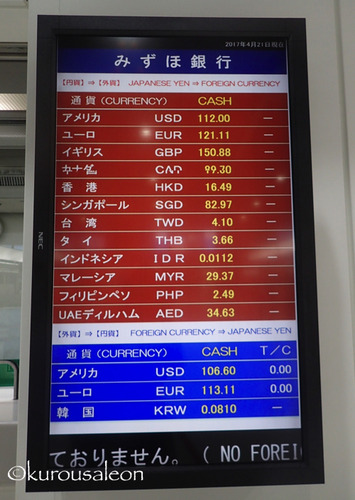 2017年4月21日現在
みずほ銀行
【円貨】⇒【外貨】 JAPANESE YEN ⇒ FOREIGN CURRENCY
通貨 (CURRENCY) CASH
アメリカ USD 112.00 —
ユーロ EUR 121.11 —
イギリス GBP 150.88 —
カナダ CAD 99.30 —
香港 HKD 16.49 —
シンガポール SGD 82.97 —
台湾 TWD 4.10 —
タイ THB 3.66 —
インドネシア IDR 0.0112 —
マレーシア MYR 29.37 —
フィリピンペソ PHP 2.49 —
UAEディルハム AED 34.63 —
【外貨】⇒【円貨】 FOREIGN CURRENCY ⇒ JAPANESE YEN
通貨 (CURRENCY) CASH T/C
アメリカ USD 106.60 0.00
ユーロ EUR 113.11 0.00
韓国 KRW 0.0810 —
ておりません。 ( NO FOREI
NEC
©kurousaleon